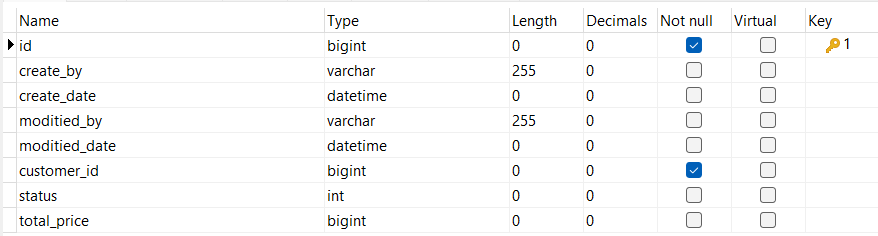 Name Type Length Decimals Not null Virtual Key
id bigint 0 0 1
create_by varchar 255 0
create_date datetime 0 0
moditied_by varchar 255 0
moditied_date datetime 0 0
customer_id bigint 0 0
status int 0 0
total_price bigint 0 0